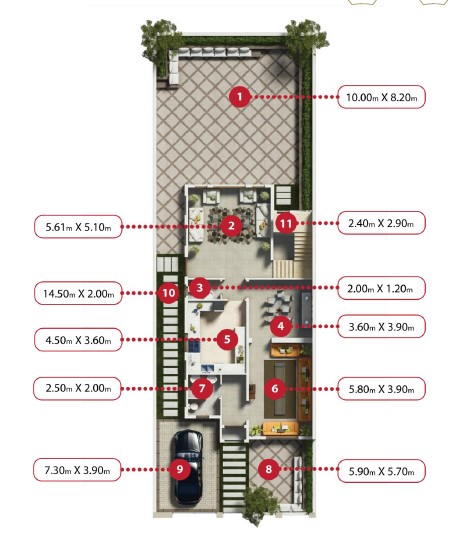 1
10.00m X 8.20m
5.61m X 5.10m
2
11
2.40m X 2.90m
14.50m X 2.00m
10
3
2.00m X 1.20m
4
3.60m X 3.90m
4.50m X 3.60m
5
2.50m X 2.00m
7
6
5.80m X 3.90m
7.30m X 3.90m
9
8
5.90m X 5.70m